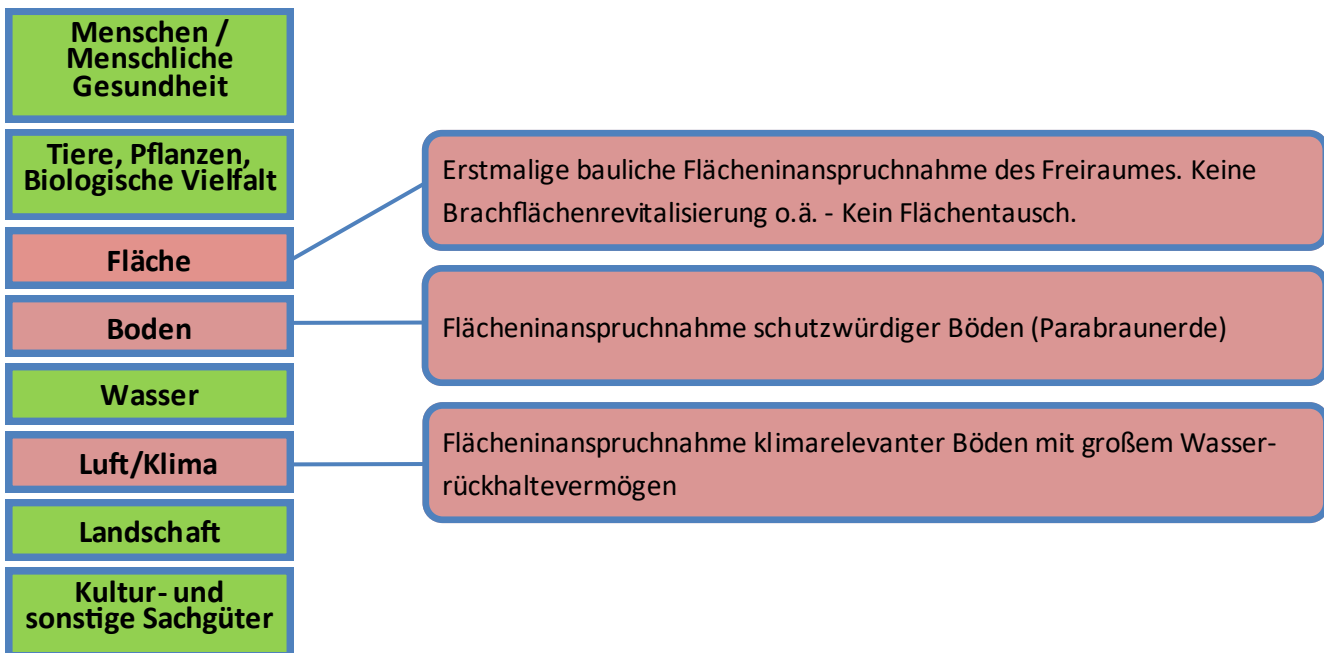 Menschen /
Menschliche
Gesundheit
Tiere, Pflanzen,
Biologische Vielfalt
Fläche
Erstmalige bauliche Flächeninanspruchnahme des Freiraumes. Keine
Brachflächenrevitalisierung o.ä. - Kein Flächentausch.
Boden
Flächeninanspruchnahme schutzwürdiger Böden (Parabraunerde)
Wasser
Luft/Klima
Flächeninanspruchnahme klimarelevanter Böden mit großem Wasser-
rückhaltevermögen
Landschaft
Kultur- und
sonstige Sachgüter